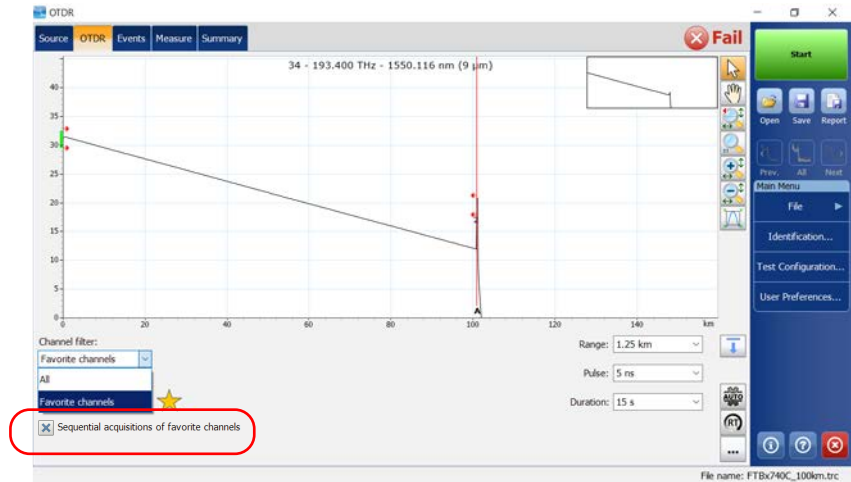 OTDR
Source OTDR Events Measure Summary
Fail
34 - 193.400 THz - 1550.116 nm (9 µm)
40
35
30
25
20
15
10
5
0
0 20 40 60 80 100 120 140 km
A
2
Channel filter:
Favorite channels
All
Favorite channels
Sequential acquisitions of favorite channels
Range: 1.25 km
Pulse: 5 ns
Duration: 15 s
AUTO
RT
...
Start
Open Save Report
Prev. All Next
Main Menu
File
Identification...
Test Configuration...
User Preferences...
File name: FTBx740C_100km.trc